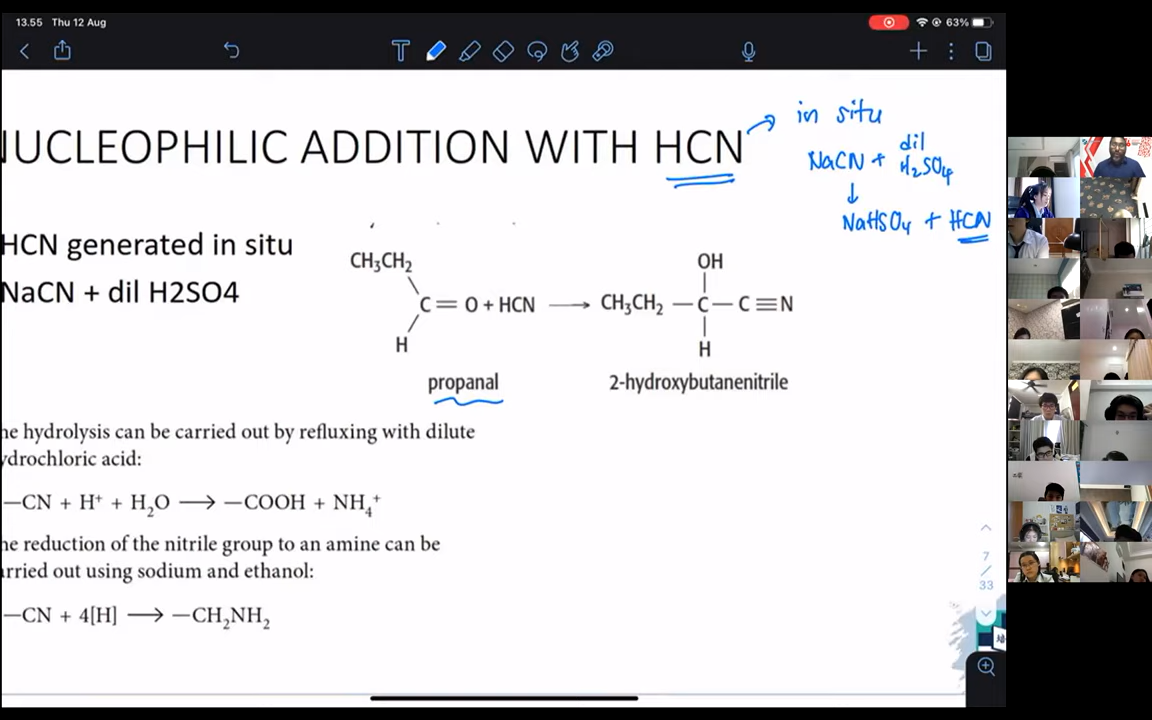 13.55 Thu 12 Aug
63%
NUCLEOPHILIC ADDITION WITH HCN
in situ
NaCN + dil H2SO4
↓
NaHSO4 + HCN
HCN generated in situ
NaCN + dil H2SO4
CH₃CH₂
C = O + HCN ⟶
H
OH
CH₃CH₂ — C — C≡N
H
propanal
2-hydroxybutanenitrile
he hydrolysis can be carried out by refluxing with dilute
ydrochloric acid:
—CN + H⁺ + H₂O ⟶ —COOH + NH₄⁺
he reduction of the nitrile group to an amine can be
rried out using sodium and ethanol:
—CN + 4[H] ⟶ —CH₂NH₂
7
/
33